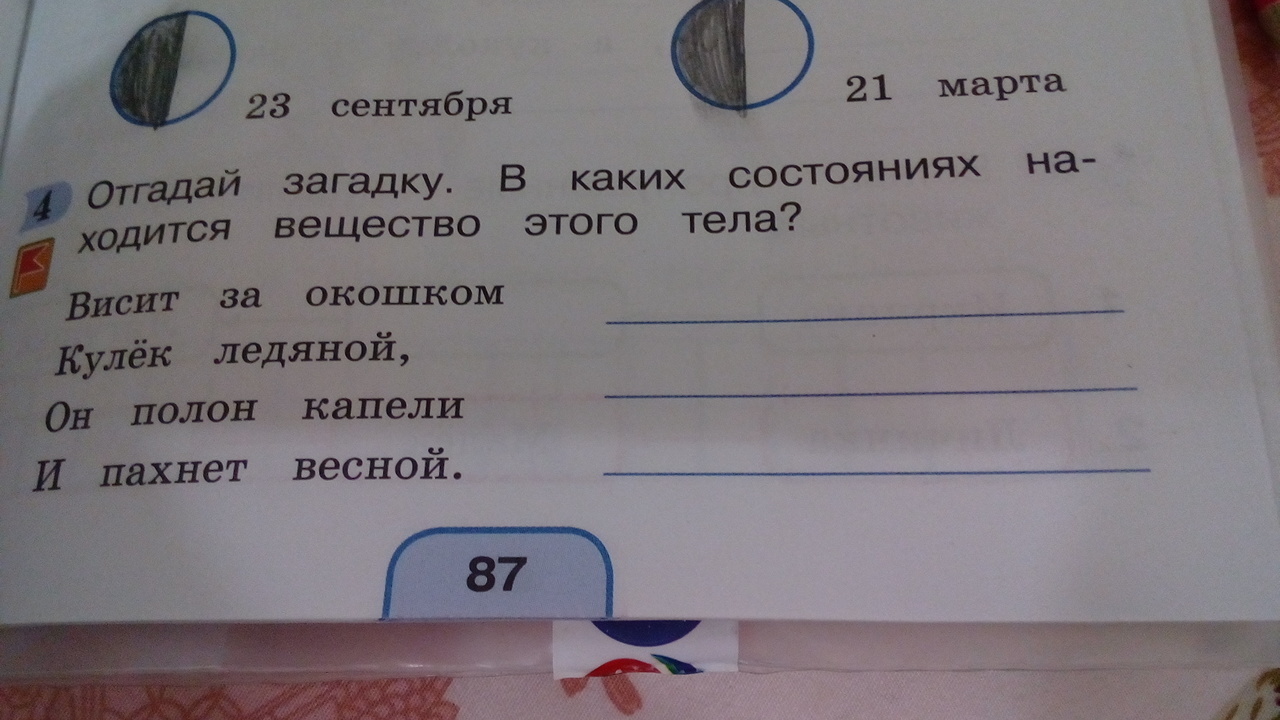 23 сентября
21 марта
4 Отгадай загадку. В каких состояниях на-
ходится вещество этого тела?
Висит за окошком
Кулёк ледяной,
Он полон капели
И пахнет весной.
87